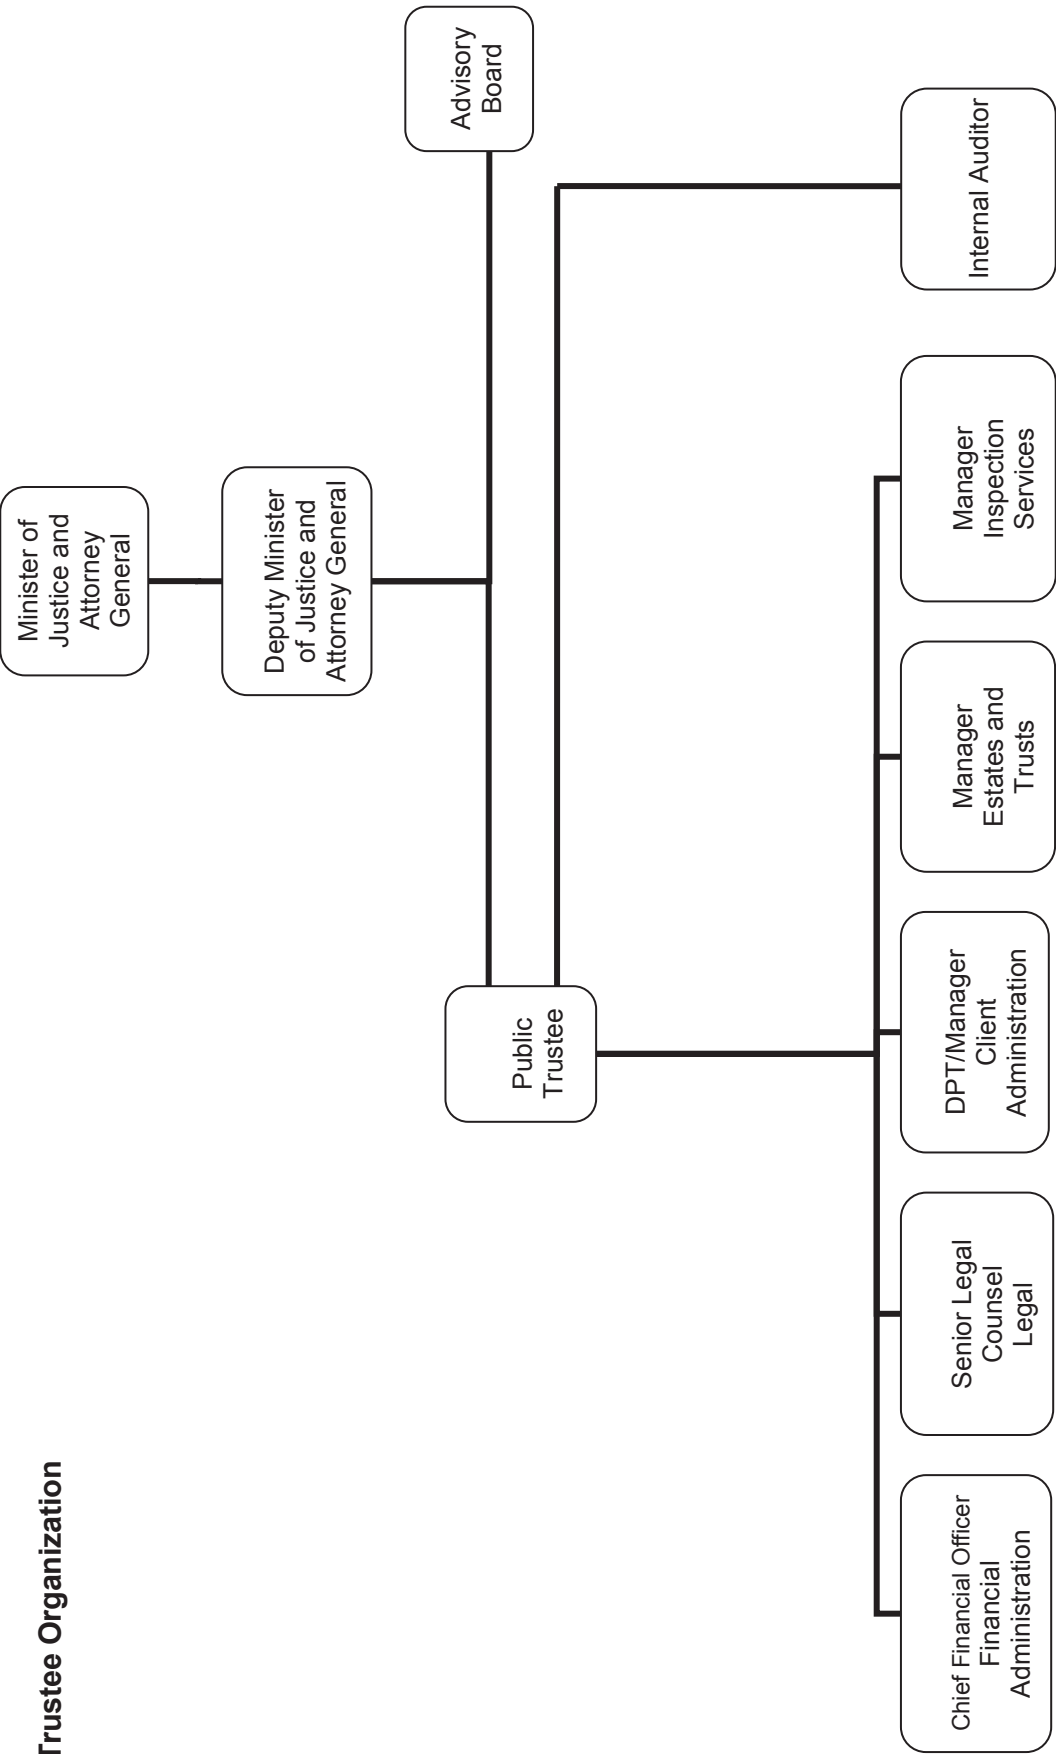 Trustee Organization
Minister of
Justice and
Attorney
General
Deputy Minister
of Justice and
Attorney General
Advisory
Board
Public
Trustee
Chief Financial Officer
Financial
Administration
Senior Legal
Counsel
Legal
DPT/Manager
Client
Administration
Manager
Estates and
Trusts
Manager
Inspection
Services
Internal Auditor